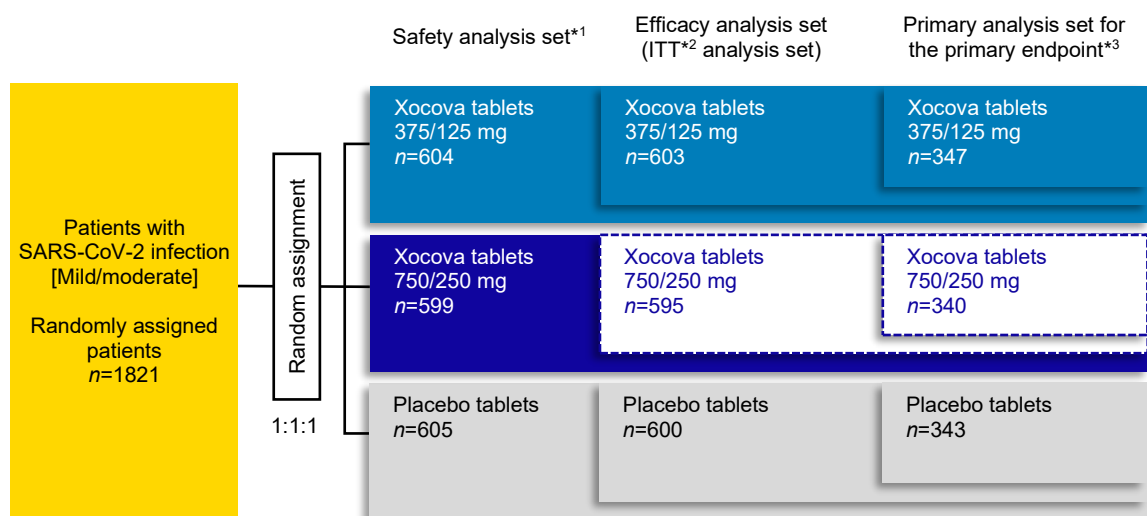 Safety analysis set*1
Efficacy analysis set
(ITT*2 analysis set)
Primary analysis set for
the primary endpoint*3
Patients with
SARS-CoV-2 infection
[Mild/moderate]
Randomly assigned
patients
n=1821
Random assignment
1:1:1
Xocova tablets
375/125 mg
n=604
Xocova tablets
375/125 mg
n=603
Xocova tablets
375/125 mg
n=347
Xocova tablets
750/250 mg
n=599
Xocova tablets
750/250 mg
n=595
Xocova tablets
750/250 mg
n=340
Placebo tablets
n=605
Placebo tablets
n=600
Placebo tablets
n=343